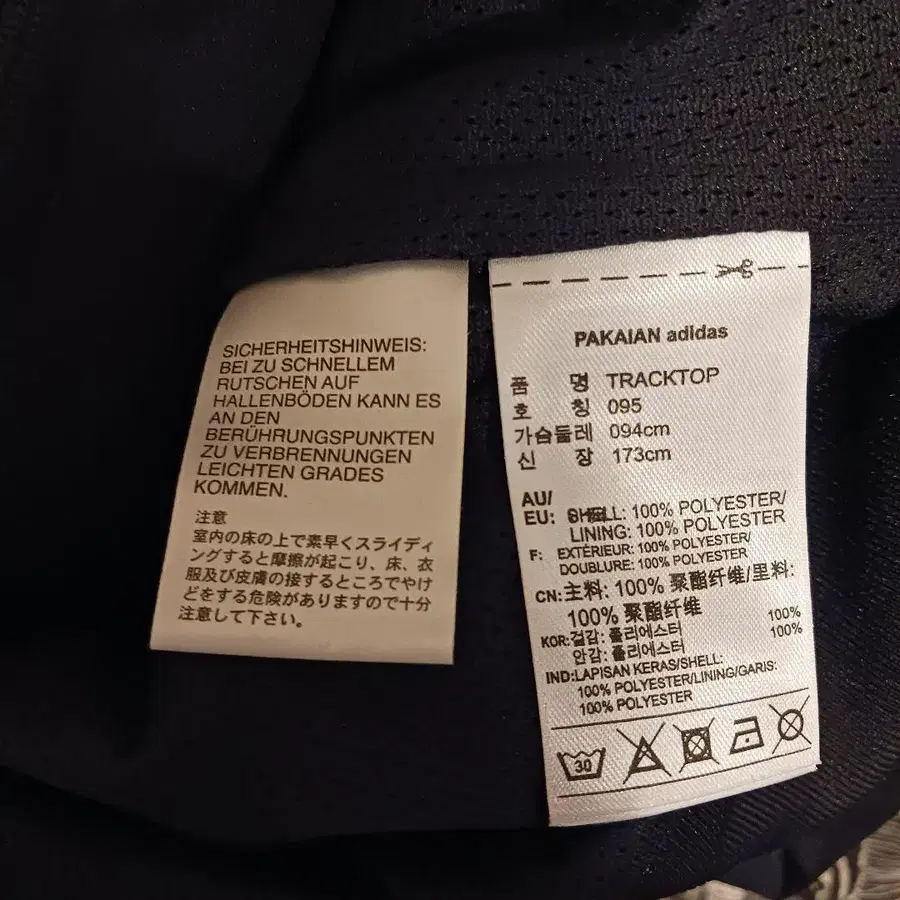 SICHERHEITSHINWEIS:
BEI ZU SCHNELLEM
RUTSCHEN AUF
HALLENBÖDEN KANN ES
AN DEN
BERÜHRUNGSPUNKTEN
ZU VERBRENNUNGEN
LEICHTEN GRADES
KOMMEN.
注意
室内の床の上で素早くスライディ
ングすると摩擦が起こり、床、衣
服及び皮膚の接するところでやけ
どをする危険がありますので十分
注意して下さい。
PAKAIAN adidas
품 명 TRACKTOP
호 칭 095
가슴둘레 094cm
신 장 173cm
AU/
EU: SHELL: 100% POLYESTER/
LINING: 100% POLYESTER
F: EXTÉRIEUR: 100% POLYESTER/
DOUBLURE: 100% POLYESTER
CN: 主料: 100% 聚酯纤维/里料:
100% 聚酯纤维
KOR: 겉감: 폴리에스터 100%
안감: 폴리에스터 100%
IND: LAPISAN KERAS/SHELL:
100% POLYESTER/LINING/GARIS:
100% POLYESTER
30